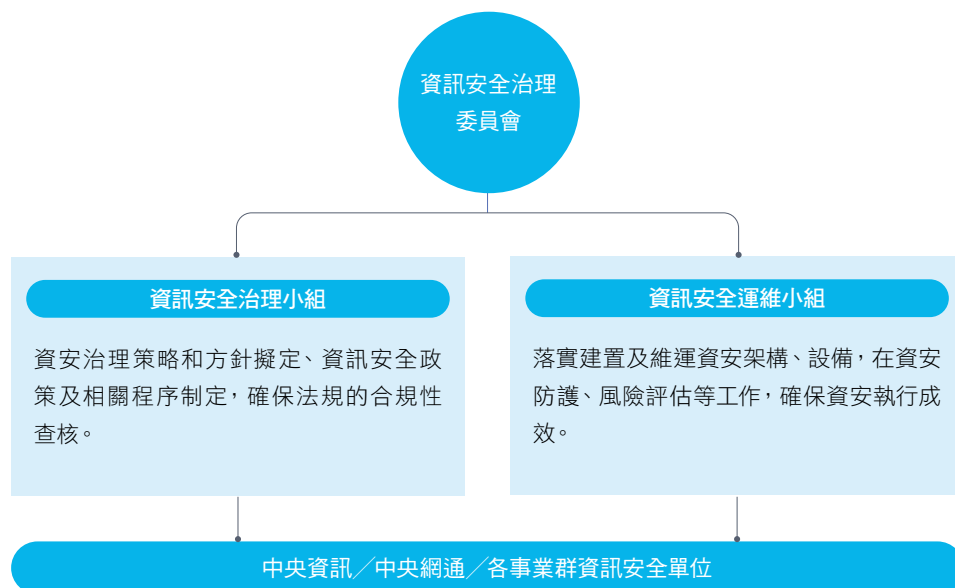 資訊安全治理
委員會
資訊安全治理小組
資安治理策略和方針擬定、資訊安全政
策及相關程序制定，確保法規的合規性
查核。
資訊安全運維小組
落實建置及維運資安架構、設備，在資安
防護、風險評估等工作，確保資安執行成
效。
中央資訊╱中央網通╱各事業群資訊安全單位